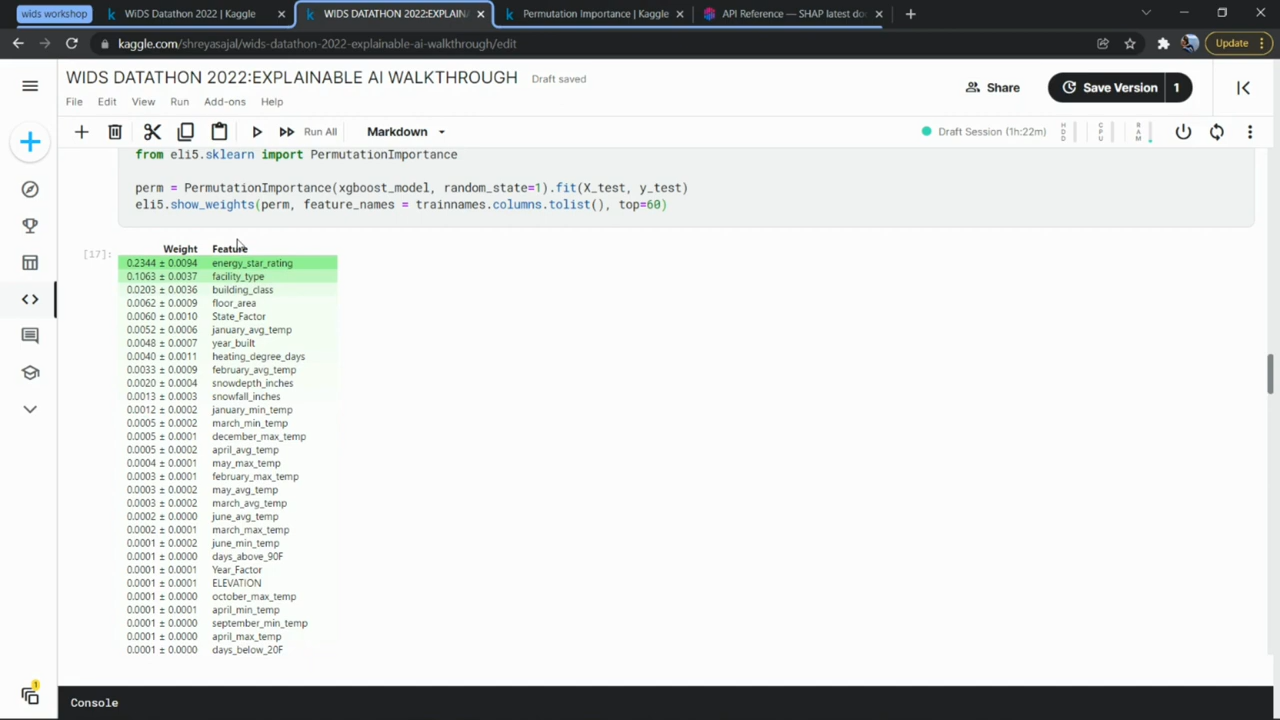 wids workshop
WiDS Datathon 2022 | Kaggle
WIDS DATATHON 2022:EXPLAINA
Permutation Importance | Kaggle
API Reference — SHAP latest do
kaggle.com/shreyasajal/wids-datathon-2022-explainable-ai-walkthrough/edit
Update
WIDS DATATHON 2022:EXPLAINABLE AI WALKTHROUGH
Draft saved
File Edit View Run Add-ons Help
Share
Save Version 1
Run All
Markdown
Draft Session (1h:22m)
HDD
CPU
RAM
from eli5.sklearn import PermutationImportance
perm = PermutationImportance(xgboost_model, random_state=1).fit(X_test, y_test)
eli5.show_weights(perm, feature_names = trainnames.columns.tolist(), top=60)
[17]:
Weight Feature
0.2344 ± 0.0094 energy_star_rating
0.1063 ± 0.0037 facility_type
0.0203 ± 0.0036 building_class
0.0062 ± 0.0009 floor_area
0.0060 ± 0.0010 State_Factor
0.0052 ± 0.0006 january_avg_temp
0.0048 ± 0.0007 year_built
0.0040 ± 0.0011 heating_degree_days
0.0033 ± 0.0009 february_avg_temp
0.0020 ± 0.0004 snowdepth_inches
0.0013 ± 0.0003 snowfall_inches
0.0012 ± 0.0002 january_min_temp
0.0005 ± 0.0002 march_min_temp
0.0005 ± 0.0001 december_max_temp
0.0005 ± 0.0002 april_avg_temp
0.0004 ± 0.0001 may_max_temp
0.0003 ± 0.0001 february_max_temp
0.0003 ± 0.0002 may_avg_temp
0.0003 ± 0.0002 march_avg_temp
0.0002 ± 0.0000 june_avg_temp
0.0002 ± 0.0001 march_max_temp
0.0001 ± 0.0002 june_min_temp
0.0001 ± 0.0000 days_above_90F
0.0001 ± 0.0001 Year_Factor
0.0001 ± 0.0001 ELEVATION
0.0001 ± 0.0000 october_max_temp
0.0001 ± 0.0001 april_min_temp
0.0001 ± 0.0000 september_min_temp
0.0001 ± 0.0000 april_max_temp
0.0001 ± 0.0000 days_below_20F
1
Console